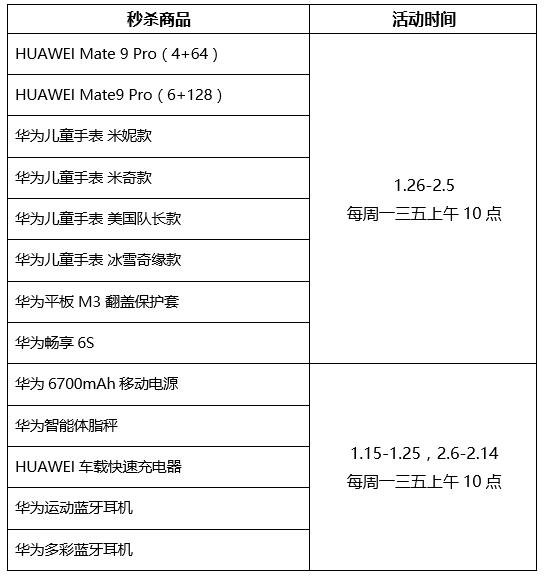 秒杀商品
活动时间
HUAWEI Mate 9 Pro（4+64）
HUAWEI Mate9 Pro（6+128）
华为儿童手表 米妮款
华为儿童手表 米奇款
华为儿童手表 美国队长款
华为儿童手表 冰雪奇缘款
华为平板 M3 翻盖保护套
华为畅享 6S
1.26-2.5
每周一三五上午 10 点
华为 6700mAh 移动电源
华为智能体脂秤
HUAWEI 车载快速充电器
华为运动蓝牙耳机
华为多彩蓝牙耳机
1.15-1.25，2.6-2.14
每周一三五上午 10 点